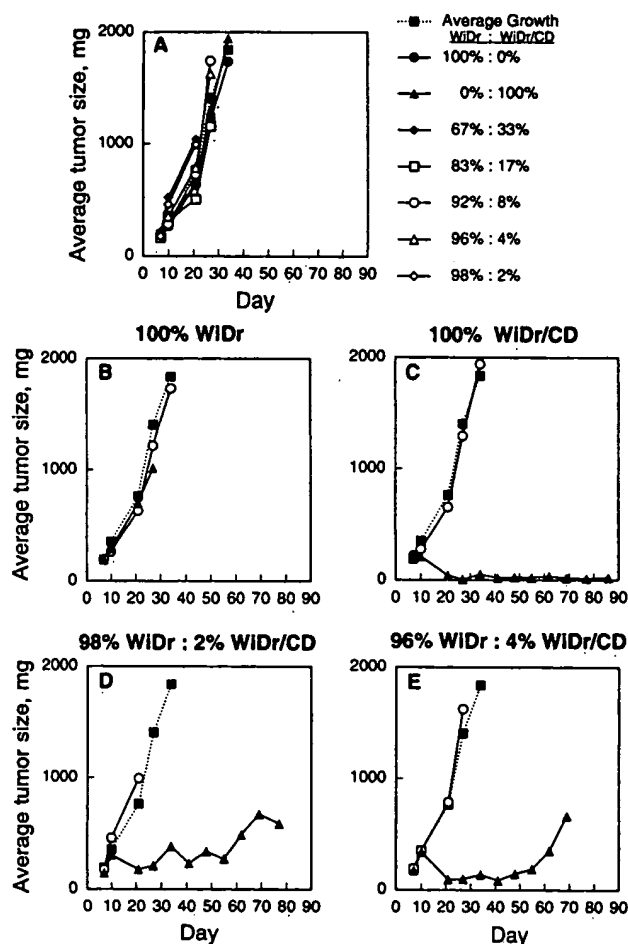 Average Growth
WiDr : WiDr/CD
100% : 0%
0% : 100%
67% : 33%
83% : 17%
92% : 8%
96% : 4%
98% : 2%
A
Average tumor size, mg
2000
1000
0
0 10 20 30 40 50 60 70 80 90
Day
100% WiDr
B
Average tumor size, mg
2000
1000
0
0 10 20 30 40 50 60 70 80 90
100% WiDr/CD
C
2000
1000
0
0 10 20 30 40 50 60 70 80 90
98% WiDr : 2% WiDr/CD
D
Average tumor size, mg
2000
1000
0
0 10 20 30 40 50 60 70 80 90
Day
96% WiDr : 4% WiDr/CD
E
2000
1000
0
0 10 20 30 40 50 60 70 80 90
Day